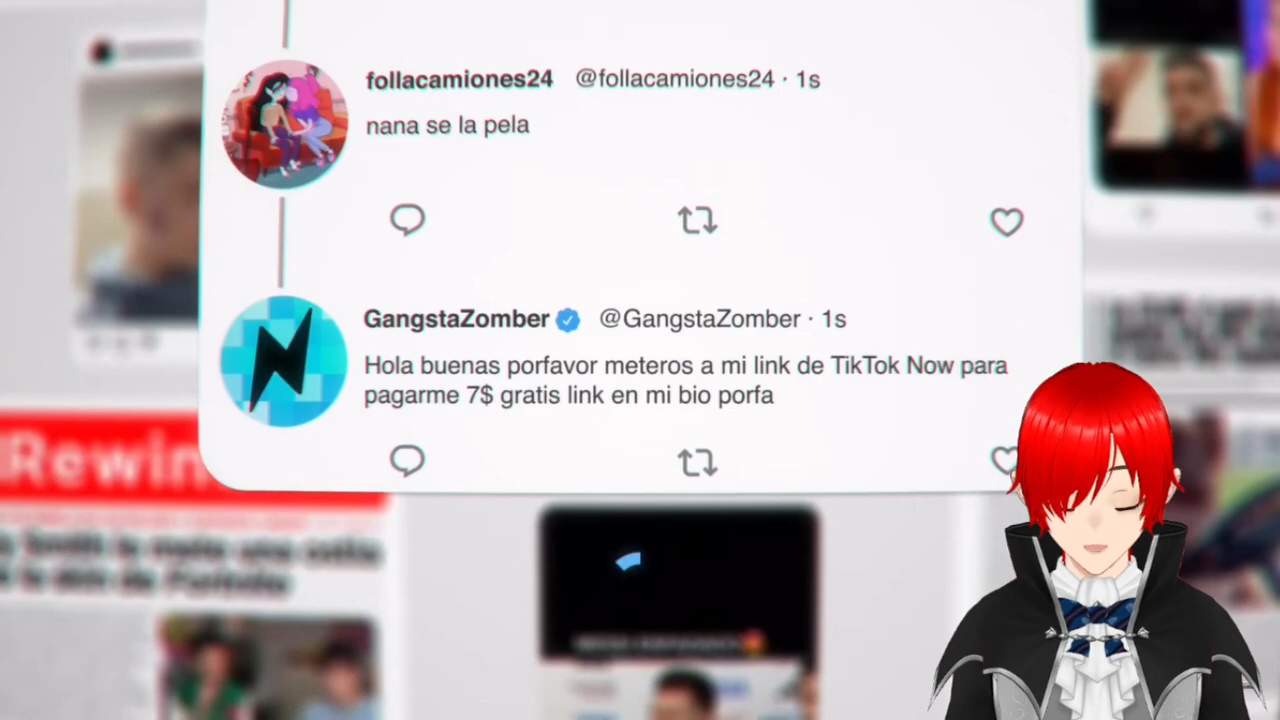 follacamiones24 @follacamiones24 · 1s
nana se la pela
GangstaZomber @GangstaZomber · 1s
Hola buenas porfavor meteros a mi link de TikTok Now para
pagarme 7$ gratis link en mi bio porfa
Rewin